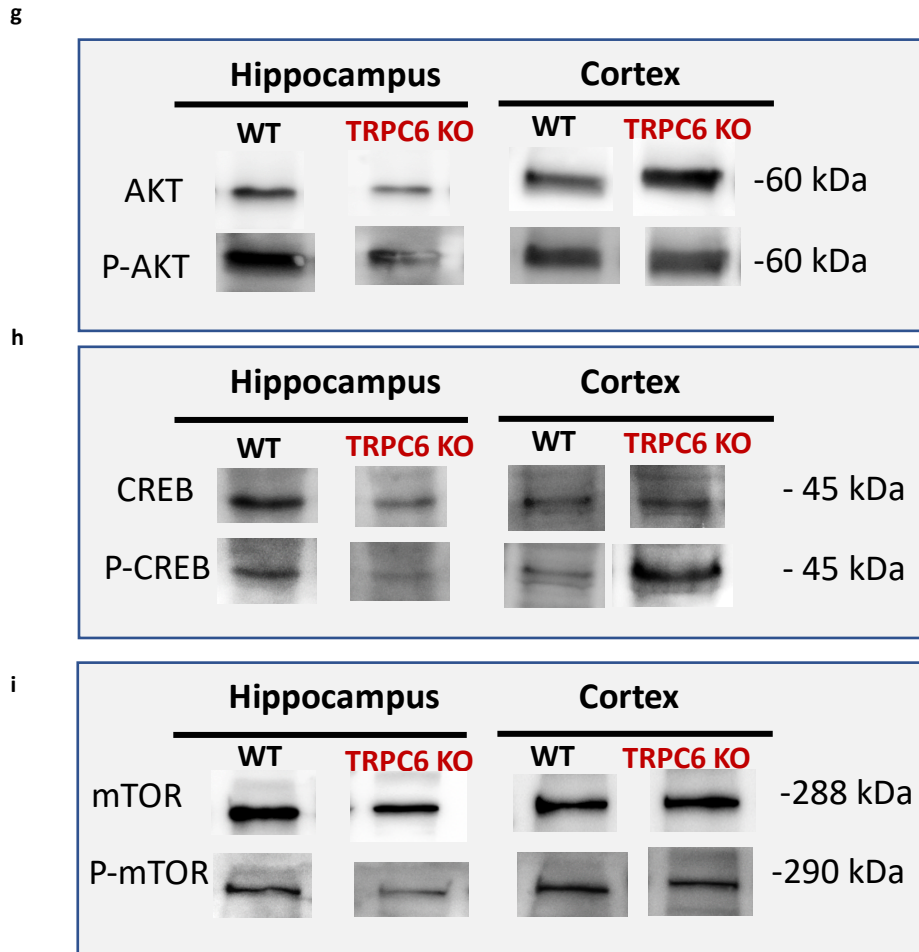 g
Hippocampus Cortex
WT TRPC6 KO WT TRPC6 KO
AKT -60 kDa
P-AKT -60 kDa
h
Hippocampus Cortex
WT TRPC6 KO WT TRPC6 KO
CREB - 45 kDa
P-CREB - 45 kDa
i
Hippocampus Cortex
WT TRPC6 KO WT TRPC6 KO
mTOR -288 kDa
P-mTOR -290 kDa